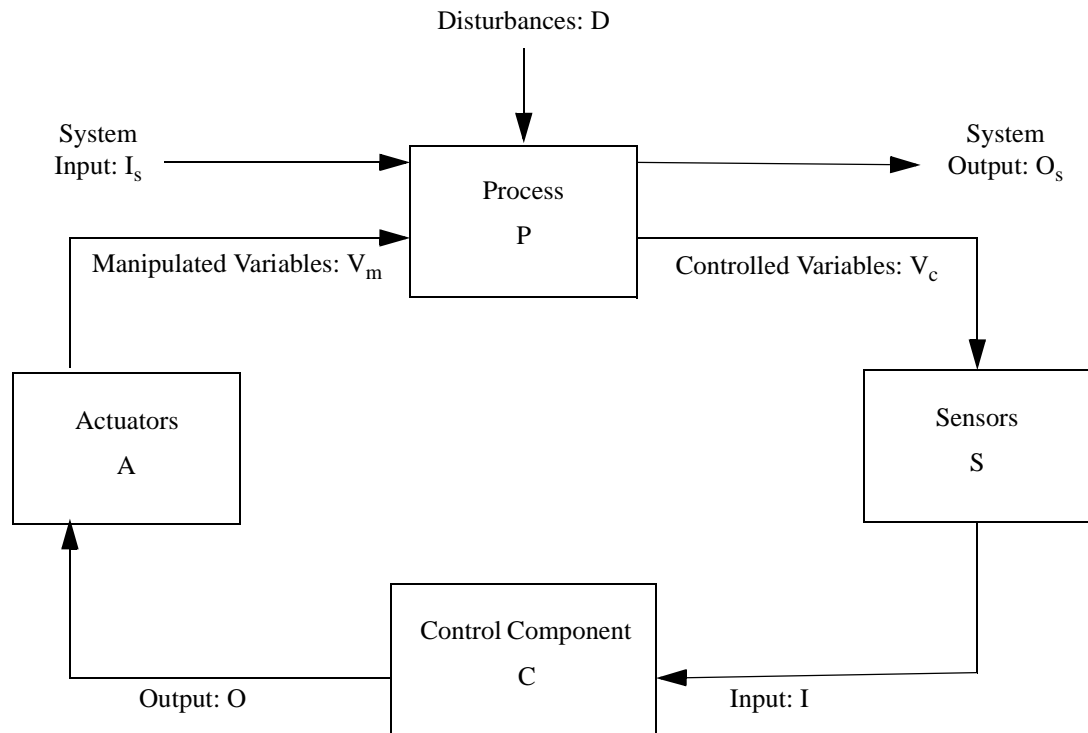 Disturbances: D
System
Input: Is
System
Output: Os
Process
P
Manipulated Variables: Vm
Controlled Variables: Vc
Actuators
A
Sensors
S
Control Component
C
Output: O
Input: I